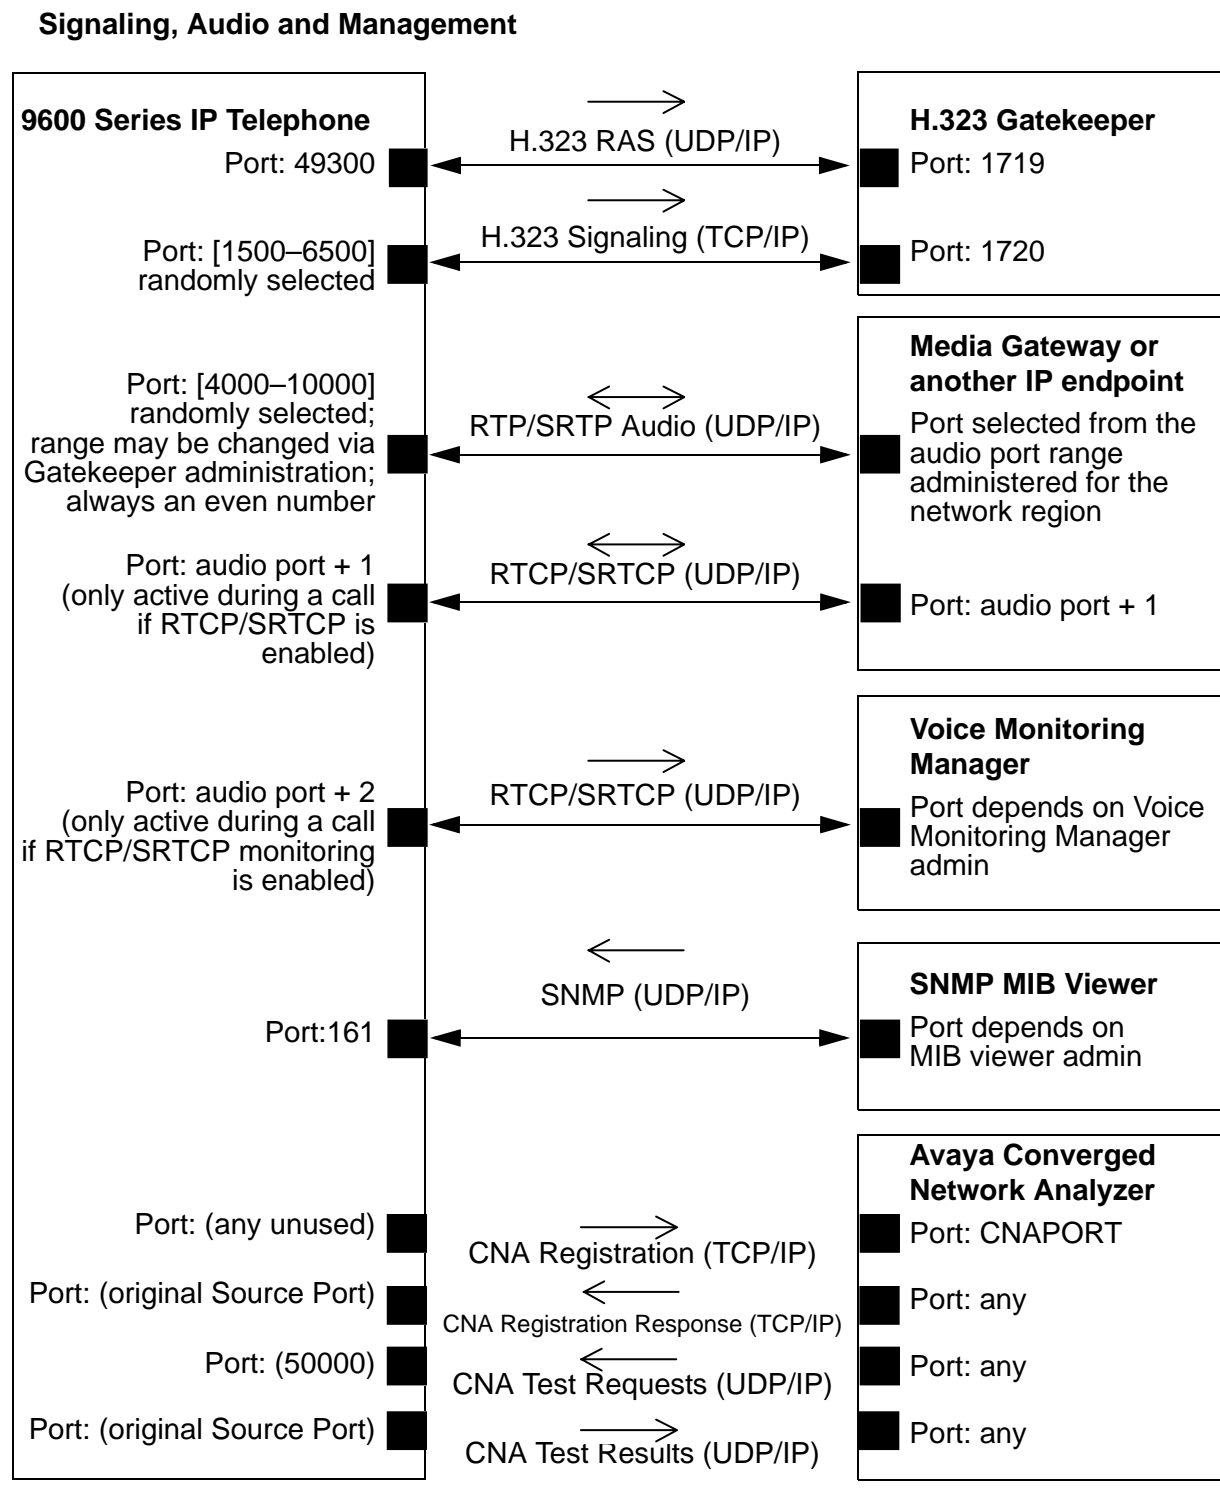 Signaling, Audio and Management
9600 Series IP Telephone
H.323 RAS (UDP/IP)
H.323 Gatekeeper
Port: 49300
Port: 1719
Port: [1500–6500]
randomly selected
H.323 Signaling (TCP/IP)
Port: 1720
Media Gateway or
another IP endpoint
Port: [4000–10000]
randomly selected;
range may be changed via
Gatekeeper administration;
always an even number
RTP/SRTP Audio (UDP/IP)
Port selected from the
audio port range
administered for the
network region
Port: audio port + 1
(only active during a call
if RTCP/SRTCP is
enabled)
RTCP/SRTCP (UDP/IP)
Port: audio port + 1
Voice Monitoring
Manager
Port: audio port + 2
(only active during a call
if RTCP/SRTCP monitoring
is enabled)
RTCP/SRTCP (UDP/IP)
Port depends on Voice
Monitoring Manager
admin
SNMP MIB Viewer
SNMP (UDP/IP)
Port:161
Port depends on
MIB viewer admin
Avaya Converged
Network Analyzer
Port: (any unused)
CNA Registration (TCP/IP)
Port: CNAPORT
Port: (original Source Port)
CNA Registration Response (TCP/IP)
Port: any
Port: (50000)
CNA Test Requests (UDP/IP)
Port: any
Port: (original Source Port)
CNA Test Results (UDP/IP)
Port: any